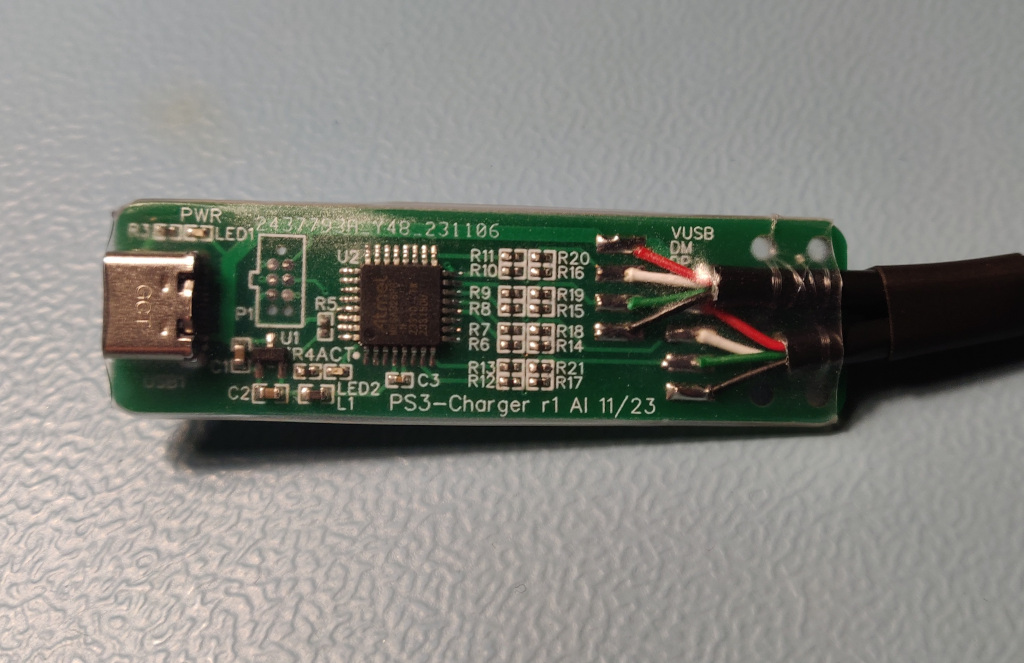 PWR
R3
LED1
2437793A_Y48_231106
GCT
P1
U2
R5
U1
C1
R4
ACT
C2
LED2
L1
C3
R11
R20
R10
R16
R9
R19
R8
R15
R7
R18
R6
R14
R13
R21
R12
R17
VUSB
DM
PS3-Charger r1 AI 11/23